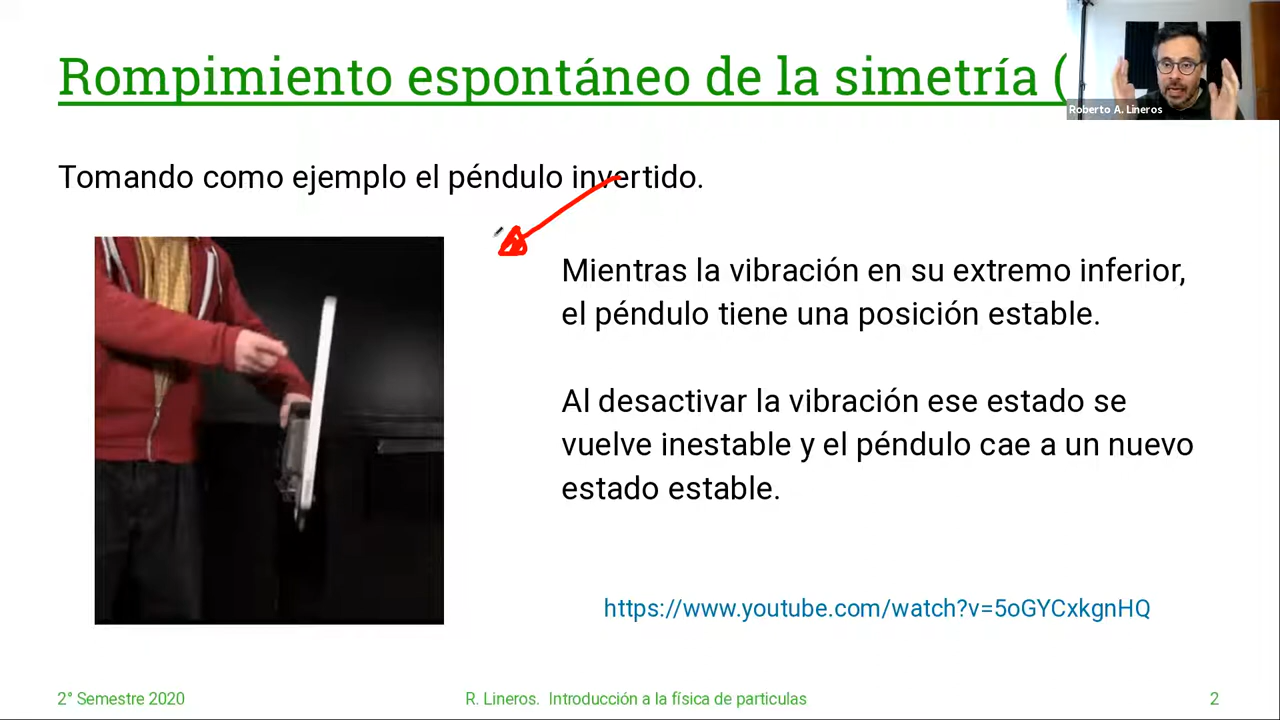 Rompimiento espontáneo de la simetría (
Roberto A. Lineros
Tomando como ejemplo el péndulo invertido.
Mientras la vibración en su extremo inferior,
el péndulo tiene una posición estable.
Al desactivar la vibración ese estado se
vuelve inestable y el péndulo cae a un nuevo
estado estable.
https://www.youtube.com/watch?v=5oGYCxkgnHQ
2° Semestre 2020
R. Lineros. Introducción a la física de particulas
2